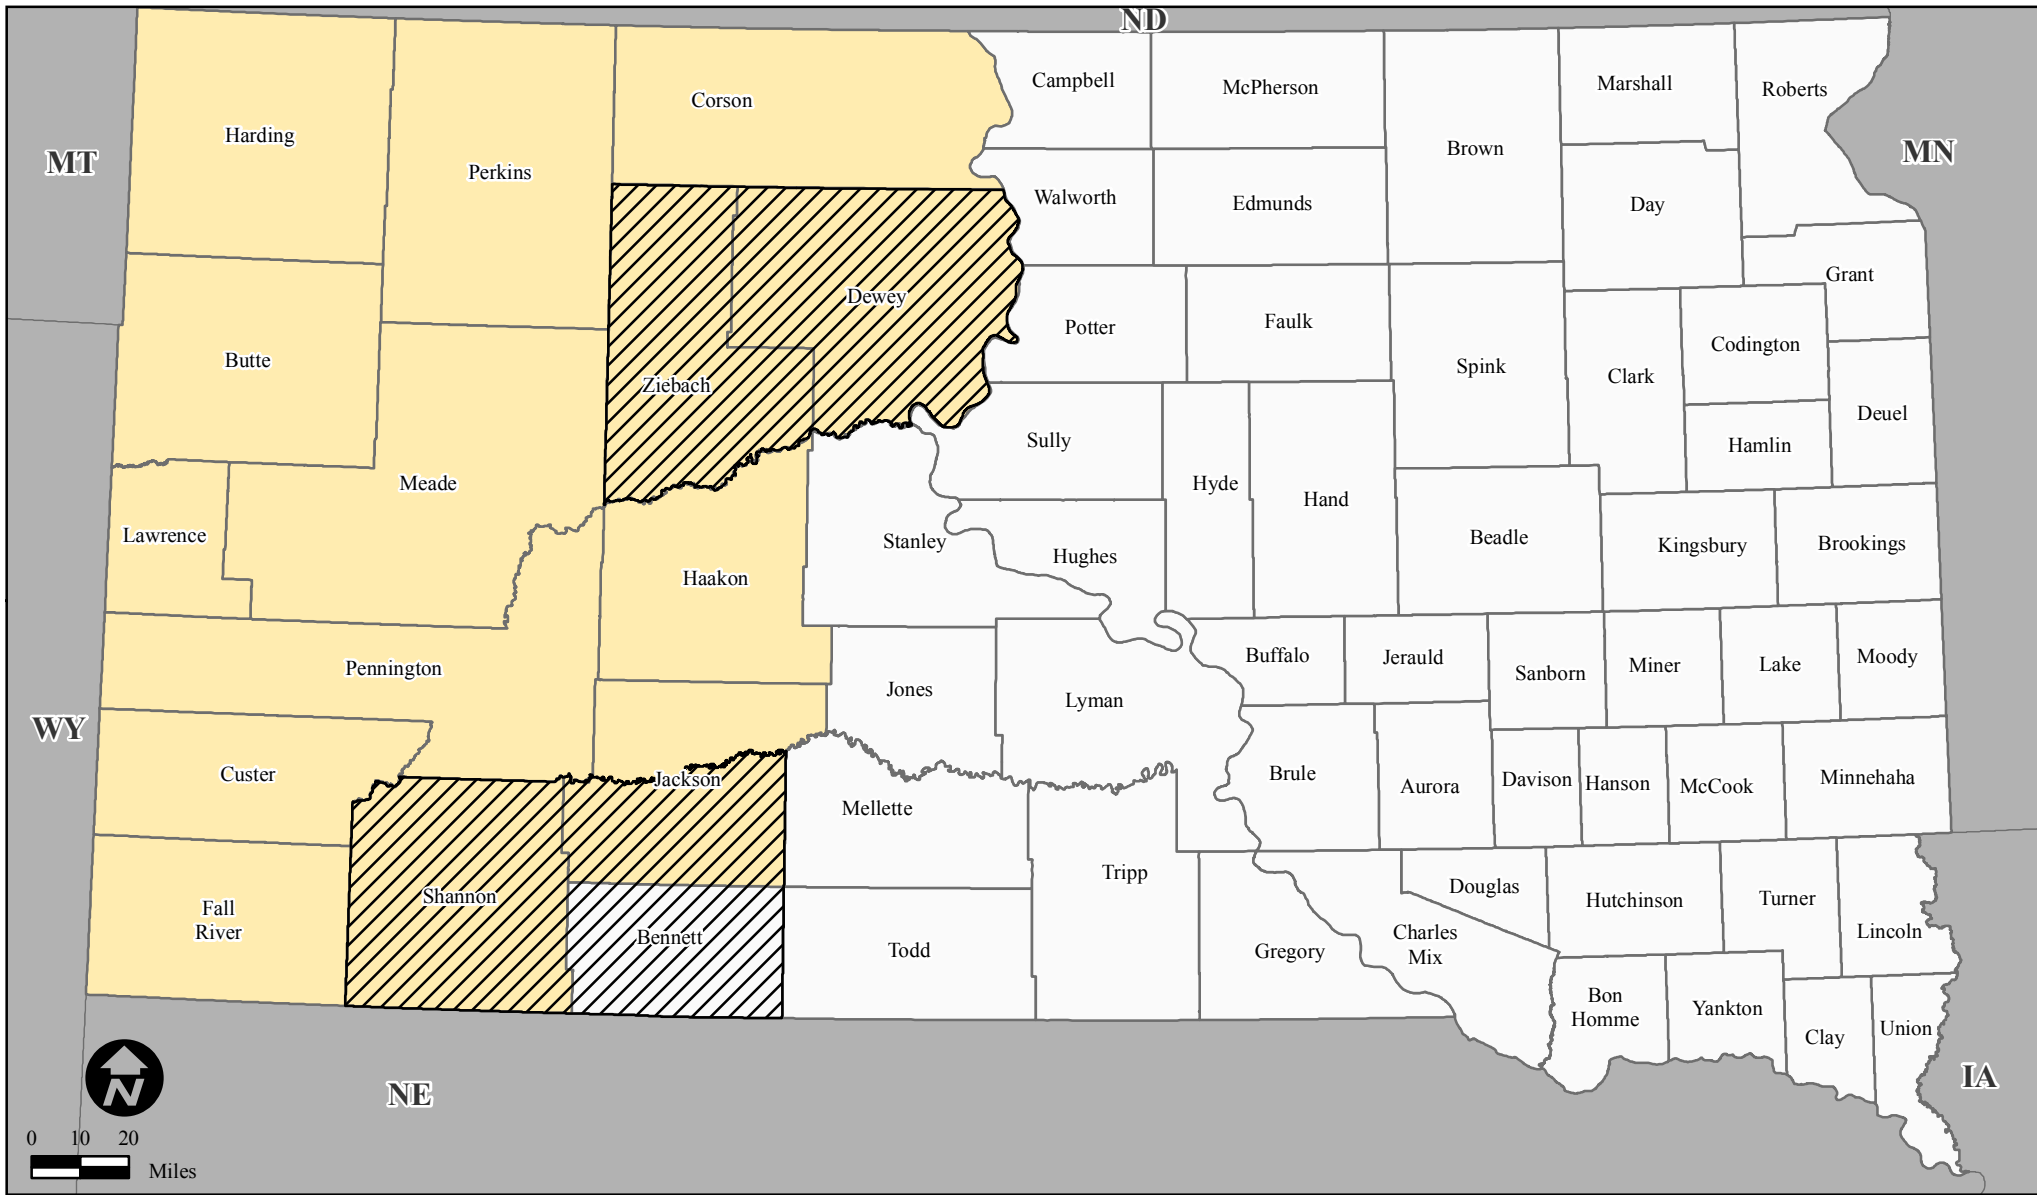 ND
Campbell
McPherson
Marshall
Roberts
Corson
Harding
MT
Perkins
Brown
MN
Walworth
Edmunds
Day
Grant
Dewey
Potter
Faulk
Codington
Butte
Ziebach
Spink
Clark
Deuel
Sully
Hamlin
Meade
Hyde
Hand
Lawrence
Stanley
Hughes
Beadle
Kingsbury
Brookings
Haakon
Pennington
Buffalo
Jerauld
Sanborn
Miner
Lake
Moody
Jones
Lyman
WY
Custer
Jackson
Brule
Aurora
Davison
Hanson
McCook
Minnehaha
Mellette
Tripp
Shannon
Douglas
Hutchinson
Turner
Fall
River
Bennett
Todd
Gregory
Charles
Mix
Lincoln
Bon
Homme
Yankton
Clay
Union
N
NE
IA
0 10 20
Miles